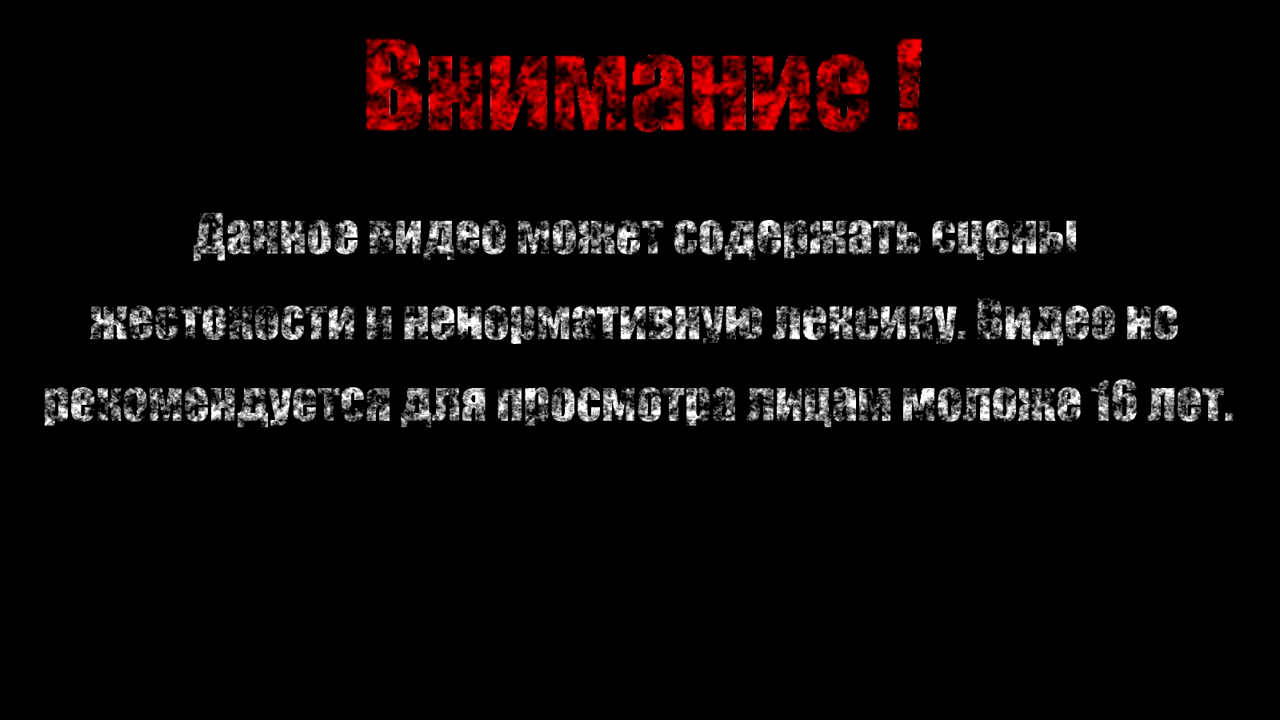 Внимание !
Данное видео может содержать сцены
жестокости и ненормативную лексику. Видео не
рекомендуется для просмотра лицам моложе 16 лет.